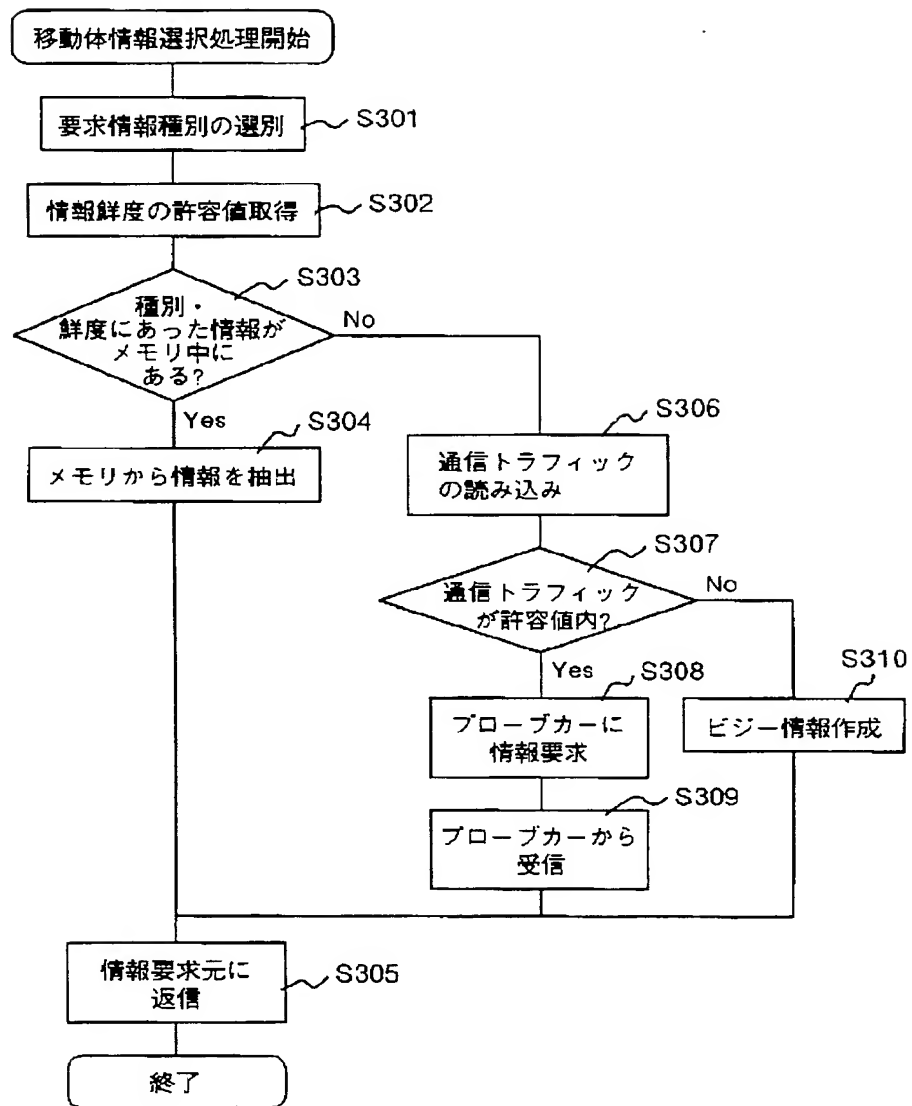 移動体情報選択処理開始
要求情報種別の選別
S301
情報鮮度の許容値取得
S302
S303
種別・
鮮度にあった情報が
メモリ中に
ある?
No
Yes
S304
メモリから情報を抽出
S306
通信トラフィック
の読み込み
S307
通信トラフィック
が許容値内?
No
Yes
S308
プローブカーに
情報要求
S310
ビジー情報作成
S309
プローブカーから
受信
情報要求元に
返信
S305
終了